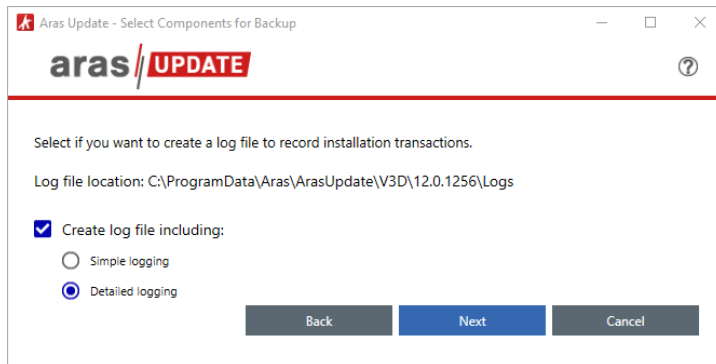 Aras Update - Select Components for Backup
aras UPDATE
Select if you want to create a log file to record installation transactions.
Log file location: C:\ProgramData\Aras\ArasUpdate\V3D\12.0.1256\Logs
Create log file including:
Simple logging
Detailed logging
Back Next Cancel